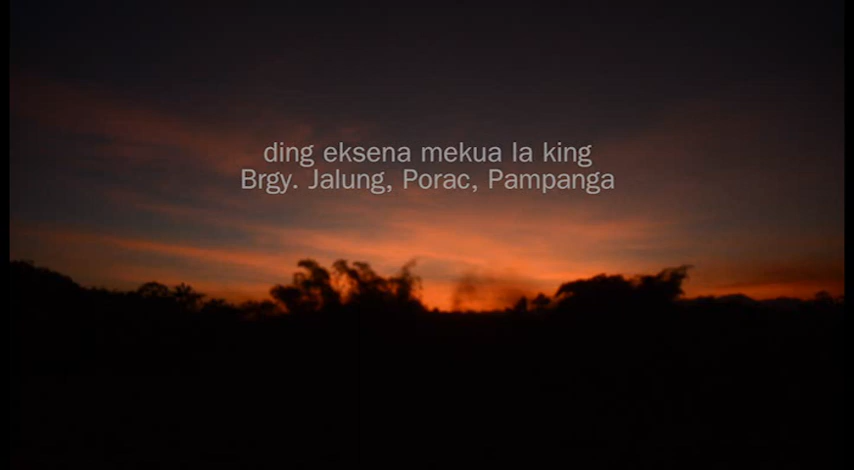 ding eksena mekua la king
Brgy. Jalung, Porac, Pampanga